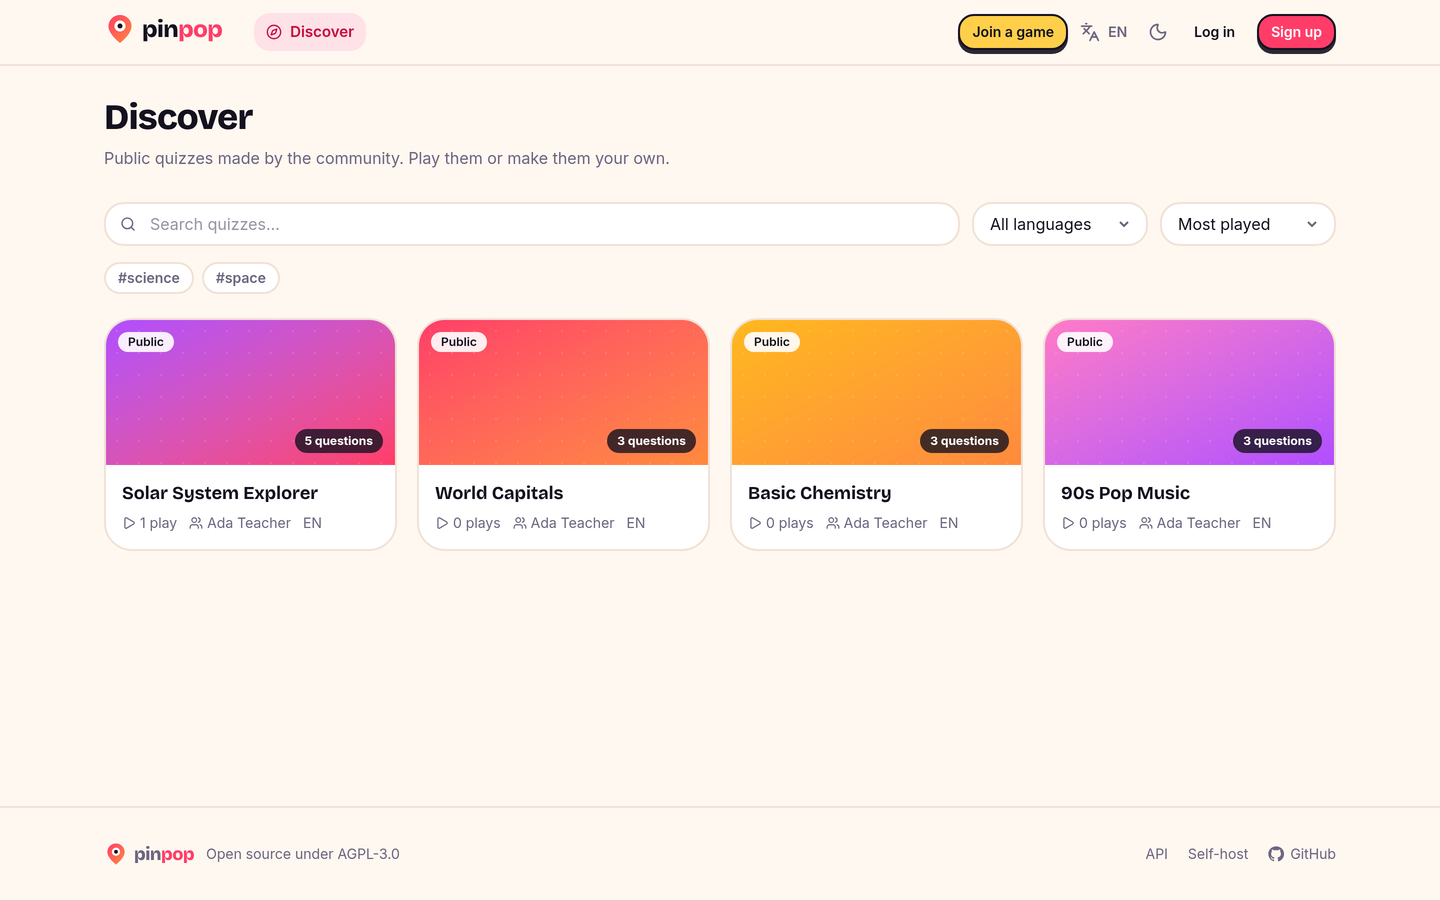 pinpop
Discover
Join a game
EN
Log in
Sign up
Discover
Public quizzes made by the community. Play them or make them your own.
Search quizzes...
All languages
Most played
#science
#space
Public
5 questions
Solar System Explorer
1 play Ada Teacher EN
Public
3 questions
World Capitals
0 plays Ada Teacher EN
Public
3 questions
Basic Chemistry
0 plays Ada Teacher EN
Public
3 questions
90s Pop Music
0 plays Ada Teacher EN
pinpop Open source under AGPL-3.0
API Self-host GitHub